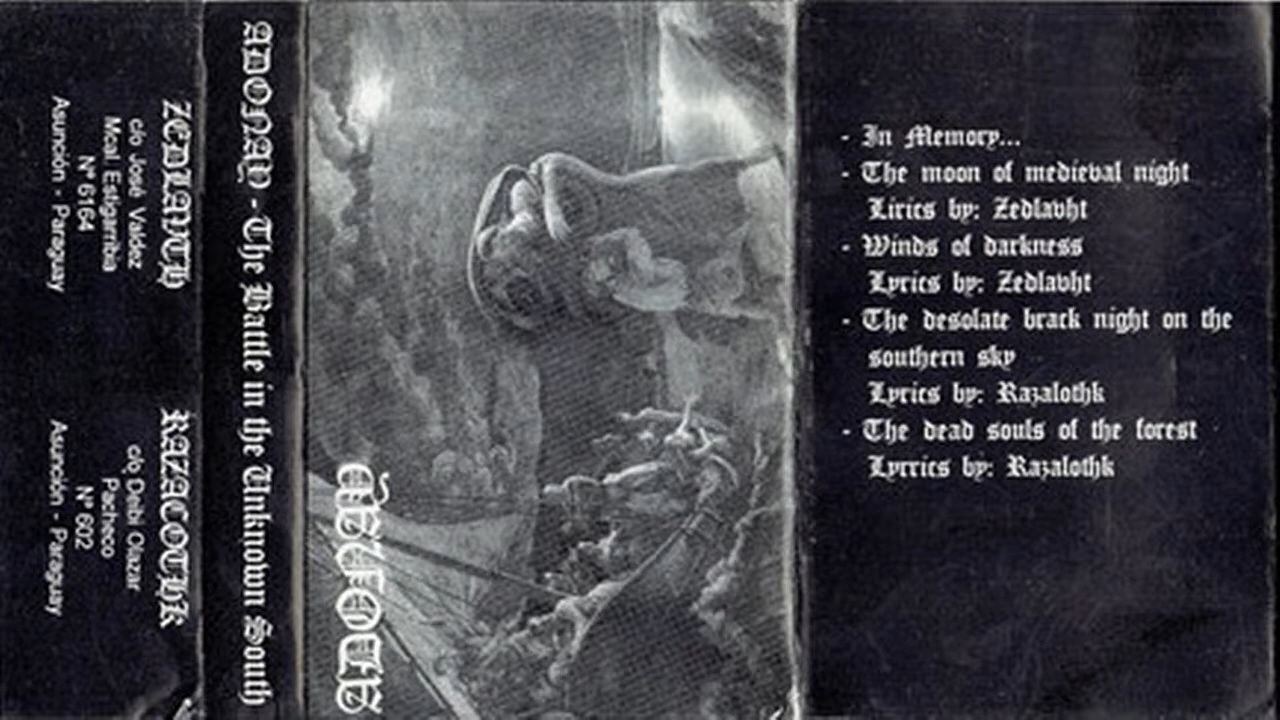 ZEDLAVTH
c/o José Valdez
Mcal Estigarribia
Nº 6164
Asunción - Paraguay
RAZALOTHK
c/o Delbi Olazar
Pacheco
Nº 602
Asunción - Paraguay
ADONAY - The Battle in the Unknown South
ADONAY
- In Memory...
- The moon of medieval night
Lirics by: Zedlavht
- Winds of darkness
Lyrics by: Zedlavht
- The desolate brack night on the
southern sky
Lyrics by: Razalothk
- The dead souls of the forest
Lyrrics by: Razalothk